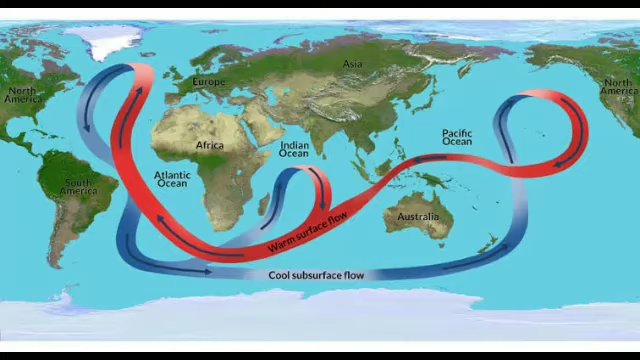 Asia
Europe
North
America
North
America
Pacific
Ocean
Africa
Indian
Ocean
Atlantic
Ocean
South
America
Australia
Warm surface flow
Cool subsurface flow